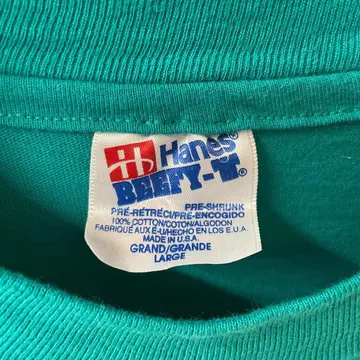 Hanes®
BEEFY-T®
PRE-SHRUNK
PRÉ-RÉTRÉCI/PRE-ENCOGIDO
100% COTTON/COTON/ALGODON
FABRIQUÉ AUX É-U/HECHO EN LOS E.U.A.
MADE IN U.S.A.
GRAND/GRANDE
LARGE